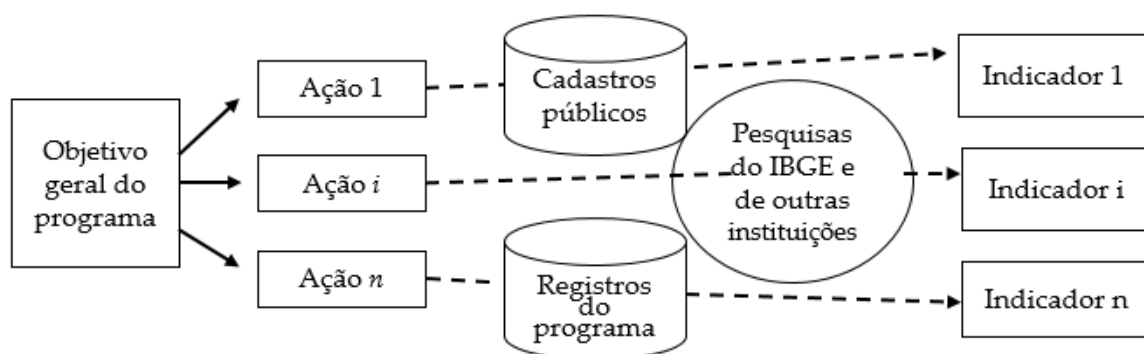 Objetivo
geral do
programa
Ação 1
Ação i
Ação n
Cadastros
públicos
Pesquisas
do IBGE e
de outras
instituições
Registros
do
programa
Indicador 1
Indicador i
Indicador n